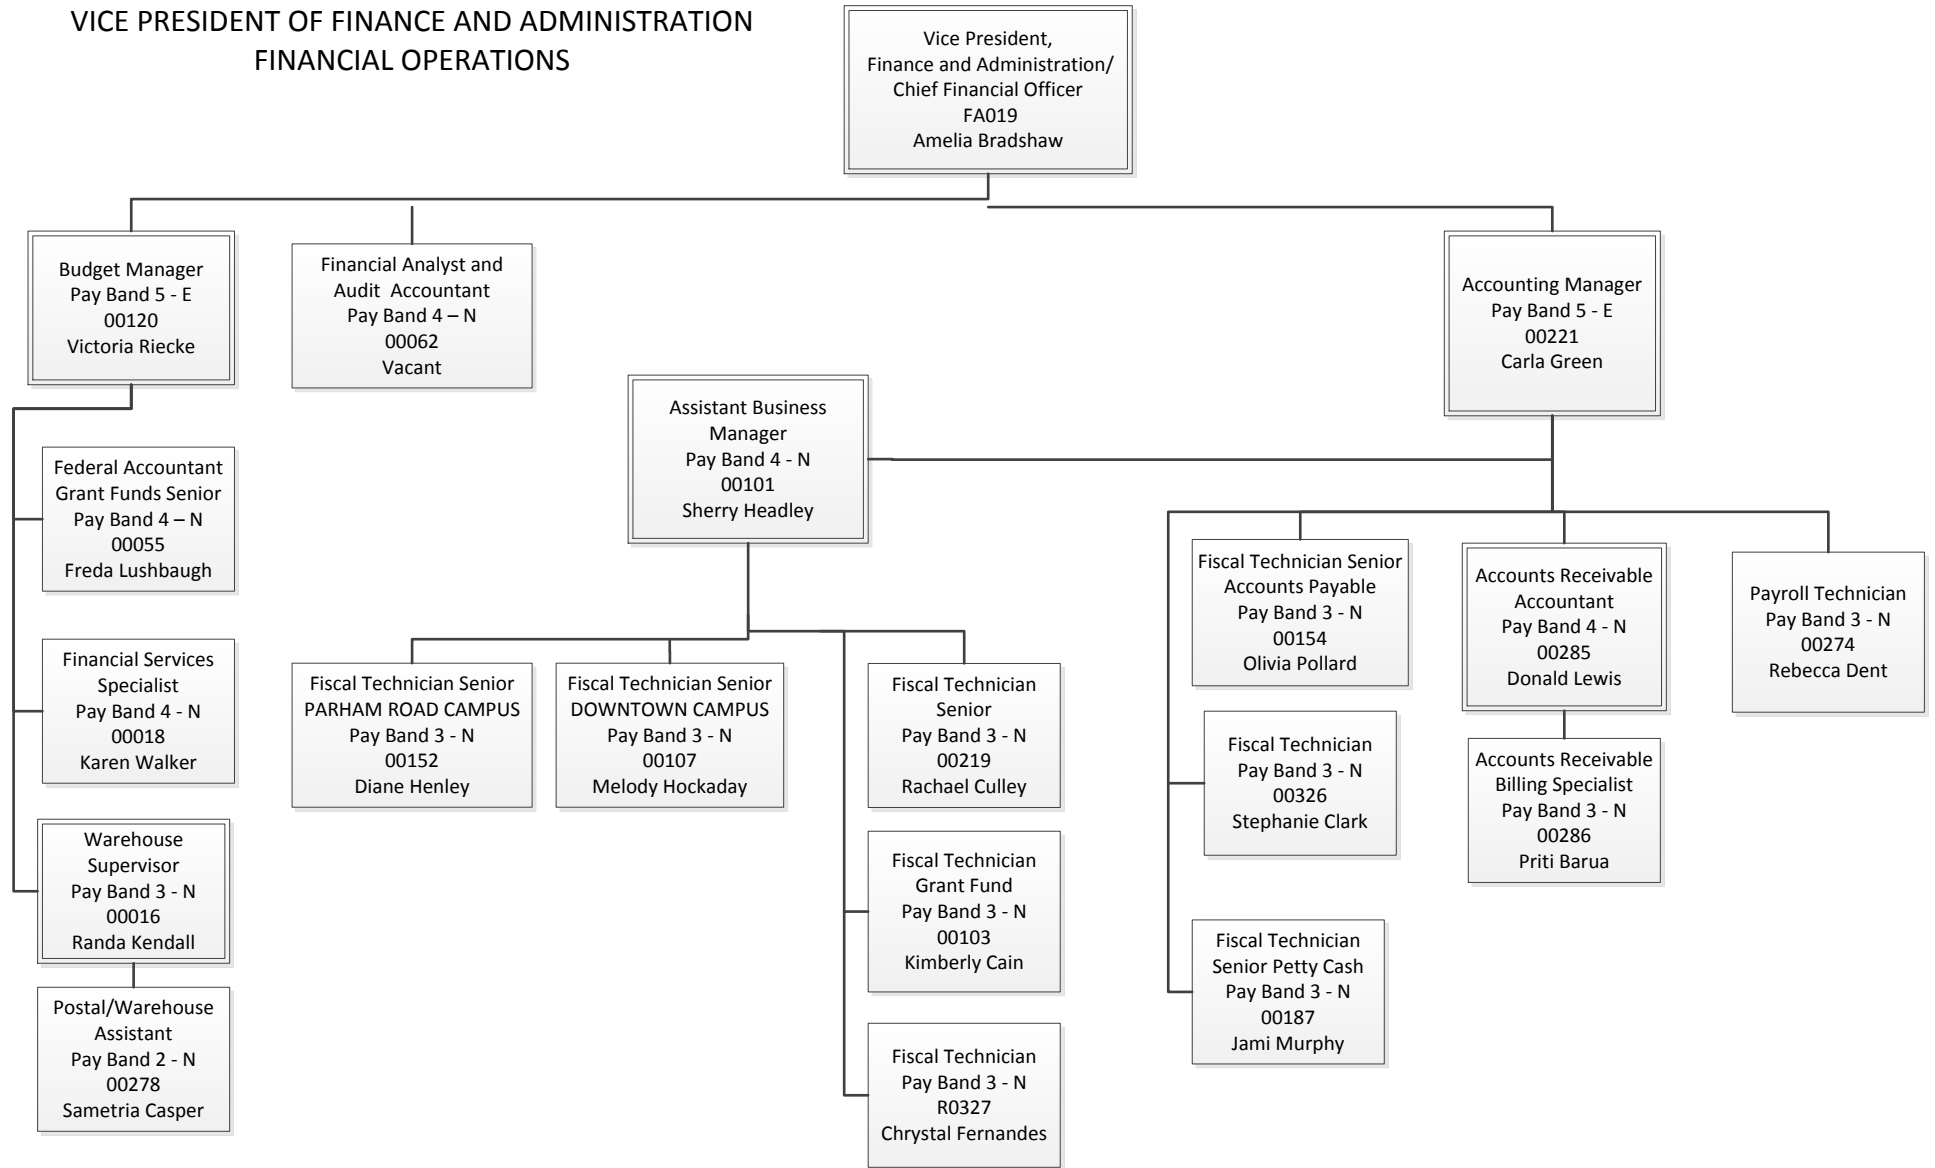 VICE PRESIDENT OF FINANCE AND ADMINISTRATION
FINANCIAL OPERATIONS
Vice President,
Finance and Administration/
Chief Financial Officer
FA019
Amelia Bradshaw
Budget Manager
Pay Band 5 - E
00120
Victoria Riecke
Financial Analyst and
Audit  Accountant
Pay Band 4 – N
00062
Vacant
Accounting Manager
Pay Band 5 - E
00221
Carla Green
Assistant Business
Manager
Pay Band 4 - N
00101
Sherry Headley
Federal Accountant
Grant Funds Senior
Pay Band 4 – N
00055
Freda Lushbaugh
Financial Services
Specialist
Pay Band 4 - N
00018
Karen Walker
Warehouse
Supervisor
Pay Band 3 - N
00016
Randa Kendall
Postal/Warehouse
Assistant
Pay Band 2 - N
00278
Sametria Casper
Fiscal Technician Senior
PARHAM ROAD CAMPUS
Pay Band 3 - N
00152
Diane Henley
Fiscal Technician Senior
DOWNTOWN CAMPUS
Pay Band 3 - N
00107
Melody Hockaday
Fiscal Technician
Senior
Pay Band 3 - N
00219
Rachael Culley
Fiscal Technician
Grant Fund
Pay Band 3 - N
00103
Kimberly Cain
Fiscal Technician
Pay Band 3 - N
R0327
Chrystal Fernandes
Fiscal Technician Senior
Accounts Payable
Pay Band 3 - N
00154
Olivia Pollard
Fiscal Technician
Pay Band 3 - N
00326
Stephanie Clark
Fiscal Technician
Senior Petty Cash
Pay Band 3 - N
00187
Jami Murphy
Accounts Receivable
Accountant
Pay Band 4 - N
00285
Donald Lewis
Accounts Receivable
Billing Specialist
Pay Band 3 - N
00286
Priti Barua
Payroll Technician
Pay Band 3 - N
00274
Rebecca Dent